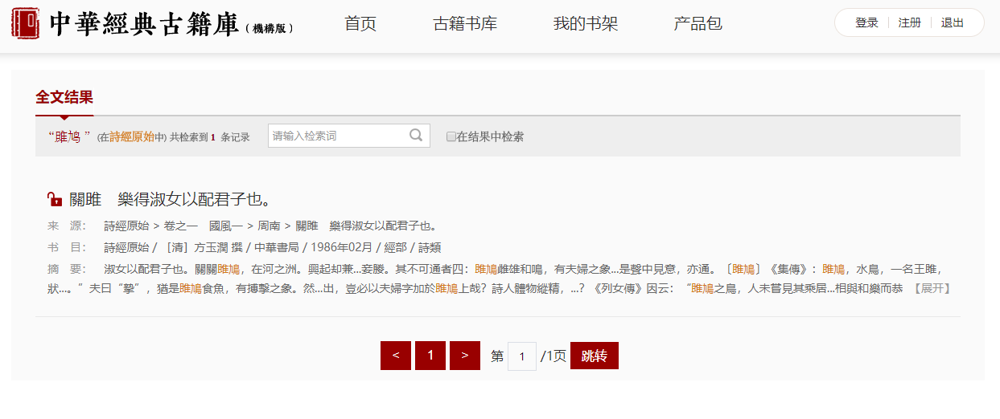 中華經典古籍庫（機構版） 首页 古籍书库 我的书架 产品包 登录 注册 退出
全文结果
“雎鸠 ” (在詩經原始中) 共检索到 1 条记录 请输入检索词 在结果中检索
關雎　樂得淑女以配君子也。
来　源： 詩經原始 > 卷之一　國風一 > 周南 > 關雎　樂得淑女以配君子也。
书　目： 詩經原始 / ［清］方玉潤 撰 / 中華書局 / 1986年02月 / 經部 / 詩類
摘　要： 淑女以配君子也。關關雎鳩，在河之洲。興起却兼...妾媵。其不可通者四：雎鳩雌雄和鳴，有夫婦之象...是聲中見意，亦通。〔雎鳩〕《集傳》：雎鳩，水鳥，一名王雎，
狀...。”夫曰“摯”，猶是雎鳩食魚，有搏擊之象。然...出，豈必以夫婦字加於雎鳩上哉？詩人體物縱精，...？《列女傳》因云：“雎鳩之鳥，人未嘗見其乘居...相與和樂而恭 【展开】
< 1 > 第 1 /1页 跳转